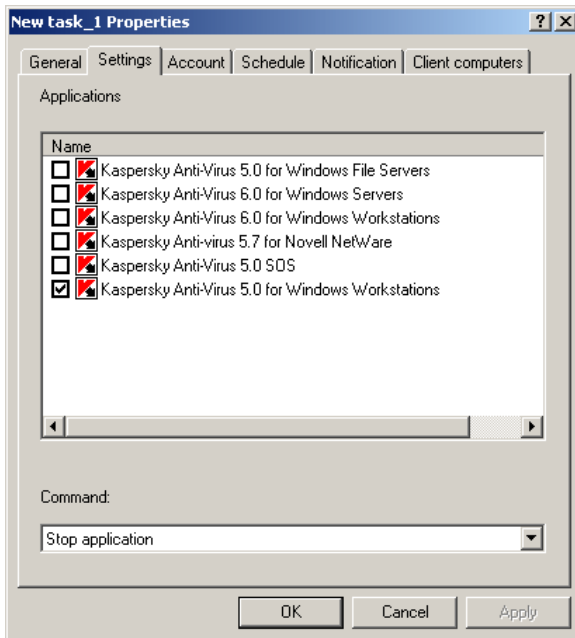 New task_1 Properties
General Settings Account Schedule Notification Client computers
Applications
Name
Kaspersky Anti-Virus 5.0 for Windows File Servers
Kaspersky Anti-Virus 6.0 for Windows Servers
Kaspersky Anti-Virus 6.0 for Windows Workstations
Kaspersky Anti-virus 5.7 for Novell NetWare
Kaspersky Anti-Virus 5.0 SOS
Kaspersky Anti-Virus 5.0 for Windows Workstations
Command:
Stop application
OK Cancel Apply